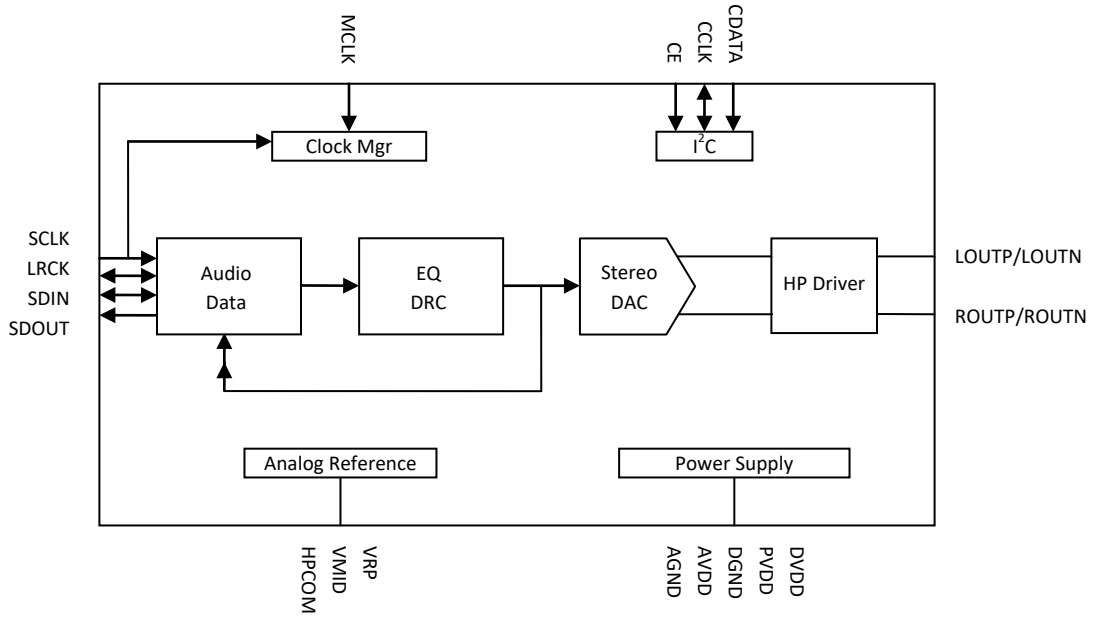 MCLK
CE
CCLK
CDATA
Clock Mgr
I²C
SCLK
LRCK
SDIN
SDOUT
Audio
Data
EQ
DRC
Stereo
DAC
HP Driver
LOUTP/LOUTN
ROUTP/ROUTN
Analog Reference
Power Supply
HPCOM
VMID
VRP
AGND
AVDD
DGND
PVDD
DVDD